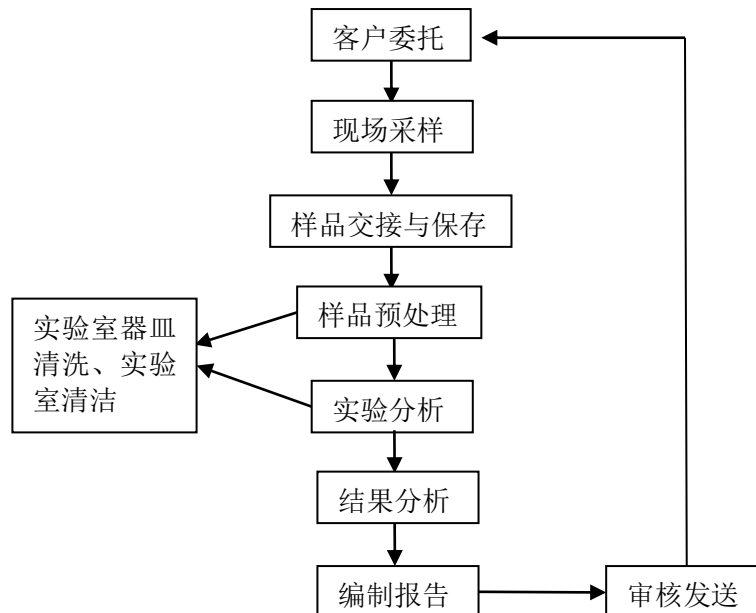 客户委托
现场采样
样品交接与保存
样品预处理
实验室器皿
清洗、实验
室清洁
实验分析
结果分析
编制报告
审核发送